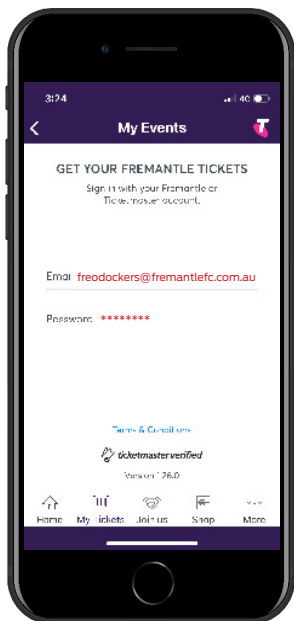 3:24
4G
My Events
T
GET YOUR FREMANTLE TICKETS
Sign in with your Fremantle or
Ticketmaster account.
Email freodockers@fremantlefc.com.au
Password ********
Terms & Conditions
ticketmaster verified
Version 1.26.0
Home My Tickets Join us Shop More